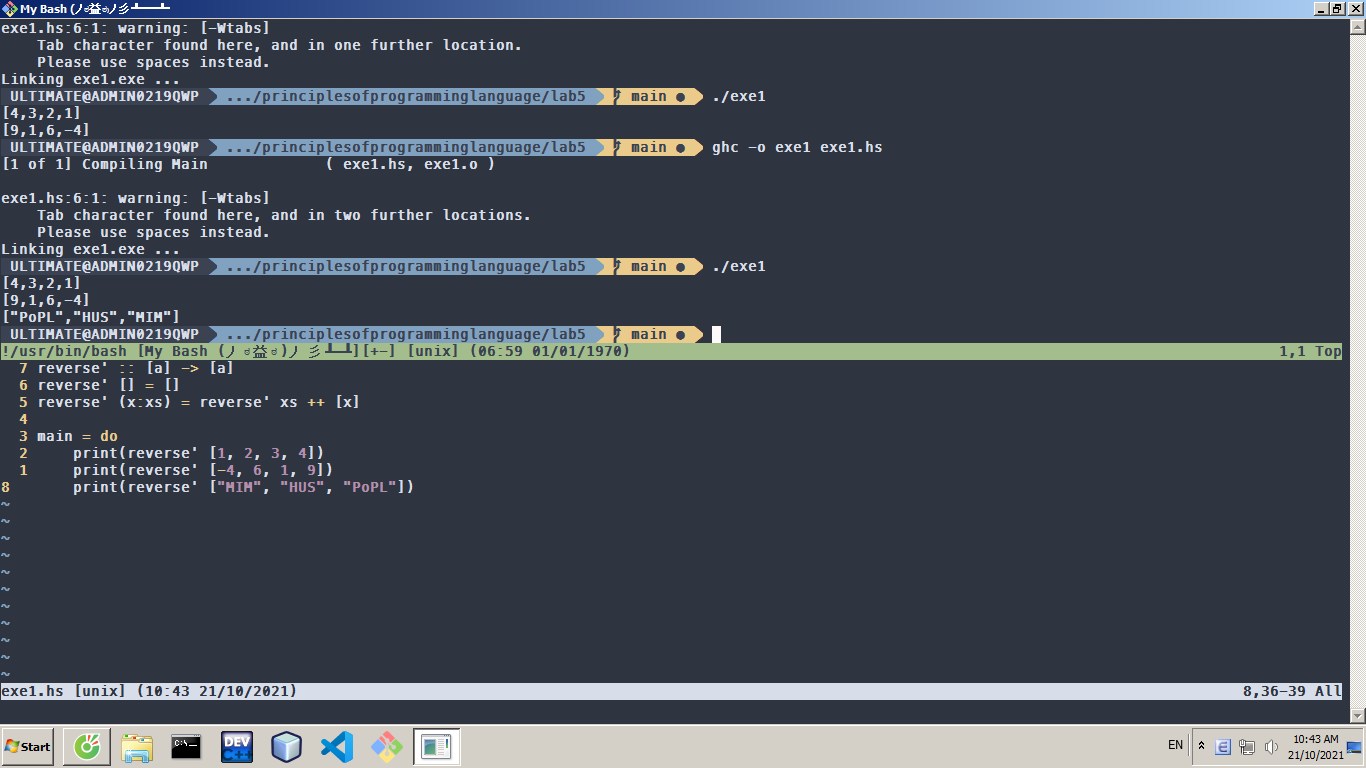 My Bash (ノಠ益ಠ)ノ彡┻━┻
exe1.hs:6:1: warning: [-Wtabs]
    Tab character found here, and in one further location.
    Please use spaces instead.
Linking exe1.exe ...
ULTIMATE@ADMIN0219QWP .../principlesofprogramminglanguage/lab5 main ● ./exe1
[4,3,2,1]
[9,1,6,-4]
ULTIMATE@ADMIN0219QWP .../principlesofprogramminglanguage/lab5 main ● ghc -o exe1 exe1.hs
[1 of 1] Compiling Main             ( exe1.hs, exe1.o )
exe1.hs:6:1: warning: [-Wtabs]
    Tab character found here, and in two further locations.
    Please use spaces instead.
Linking exe1.exe ...
ULTIMATE@ADMIN0219QWP .../principlesofprogramminglanguage/lab5 main ● ./exe1
[4,3,2,1]
[9,1,6,-4]
["PoPL","HUS","MIM"]
ULTIMATE@ADMIN0219QWP .../principlesofprogramminglanguage/lab5 main ●
!/usr/bin/bash [My Bash (ノಠ益ಠ)ノ彡┻━┻][+-] [unix] (06:59 01/01/1970) 1,1 Top
  7 reverse' :: [a] -> [a]
  6 reverse' [] = []
  5 reverse' (x:xs) = reverse' xs ++ [x]
  4
  3 main = do
  2     print(reverse' [1, 2, 3, 4])
  1     print(reverse' [-4, 6, 1, 9])
8       print(reverse' ["MIM", "HUS", "PoPL"])
~
~
~
~
~
~
~
~
~
~
~
exe1.hs [unix] (10:43 21/10/2021) 8,36-39 All
Start
C:\_
DEV C++
EN
10:43 AM
21/10/2021